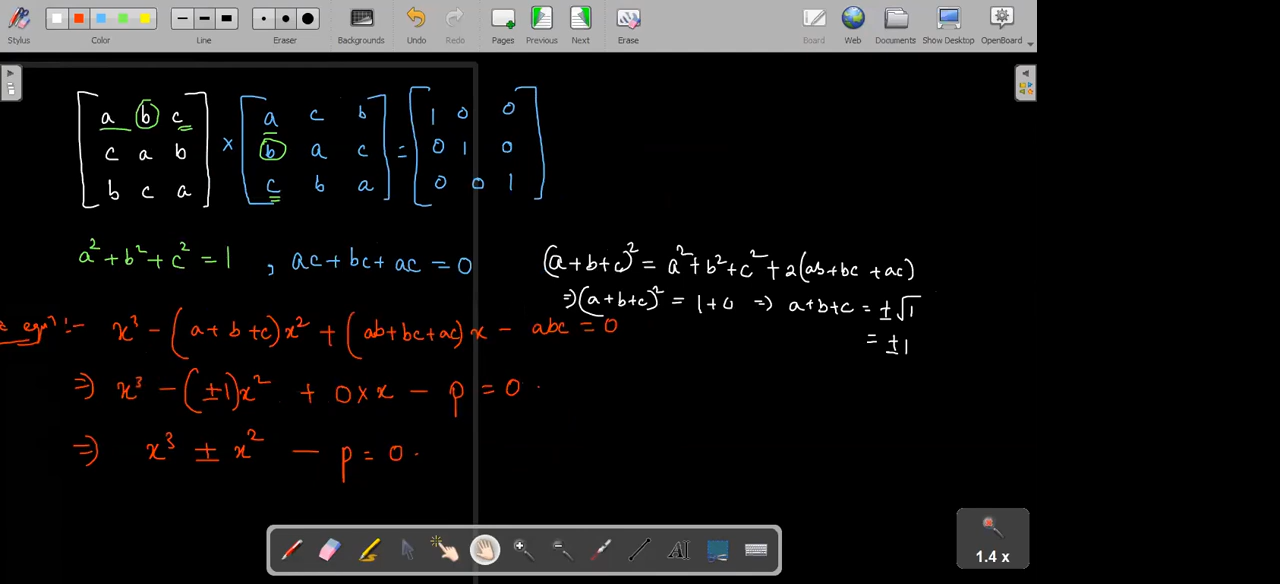 Stylus Color Line Eraser Backgrounds Undo Redo Pages Previous Next Erase Board Web Documents Show Desktop OpenBoard
[a b c] × [a c b] = [1 0 0]
[c a b] [b a c] [0 1 0]
[b c a] [c b a] [0 0 1]
a² + b² + c² = 1 , ac + bc + ac = 0
(a+b+c)² = a² + b² + c² + 2(ab+bc+ac)
⇒ (a+b+c)² = 1 + 0 ⇒ a+b+c = ±√1
= ±1
eqⁿ :- x³ − (a+b+c)x² + (ab+bc+ac)x − abc = 0
⇒ x³ − (±1)x² + 0×x − p = 0 .
⇒ x³ ± x² − p = 0 .
1.4 x